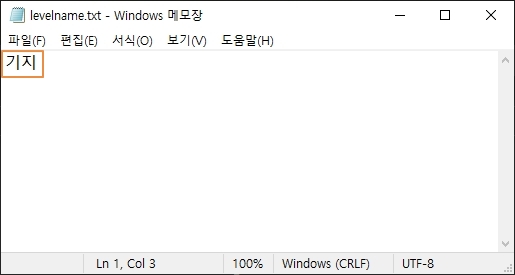 levelname.txt - Windows 메모장
파일(F) 편집(E) 서식(O) 보기(V) 도움말(H)
기지
Ln 1, Col 3 100% Windows (CRLF) UTF-8